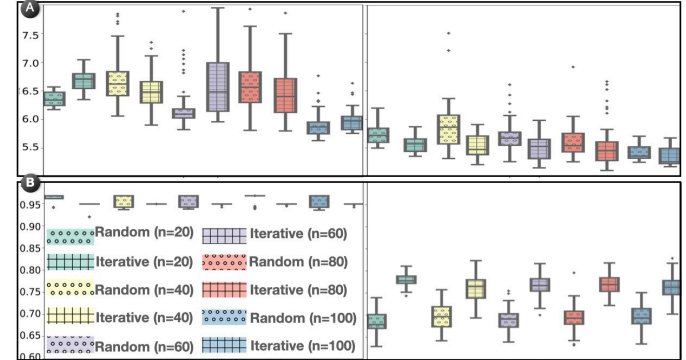 A
7.5
7.0
6.5
6.0
5.5
B
0.95
0.90
0.85
0.80
0.75
0.70
0.65
0.60
Random (n=20)
Iterative (n=20)
Random (n=40)
Iterative (n=40)
Random (n=60)
Iterative (n=60)
Random (n=80)
Iterative (n=80)
Random (n=100)
Iterative (n=100)